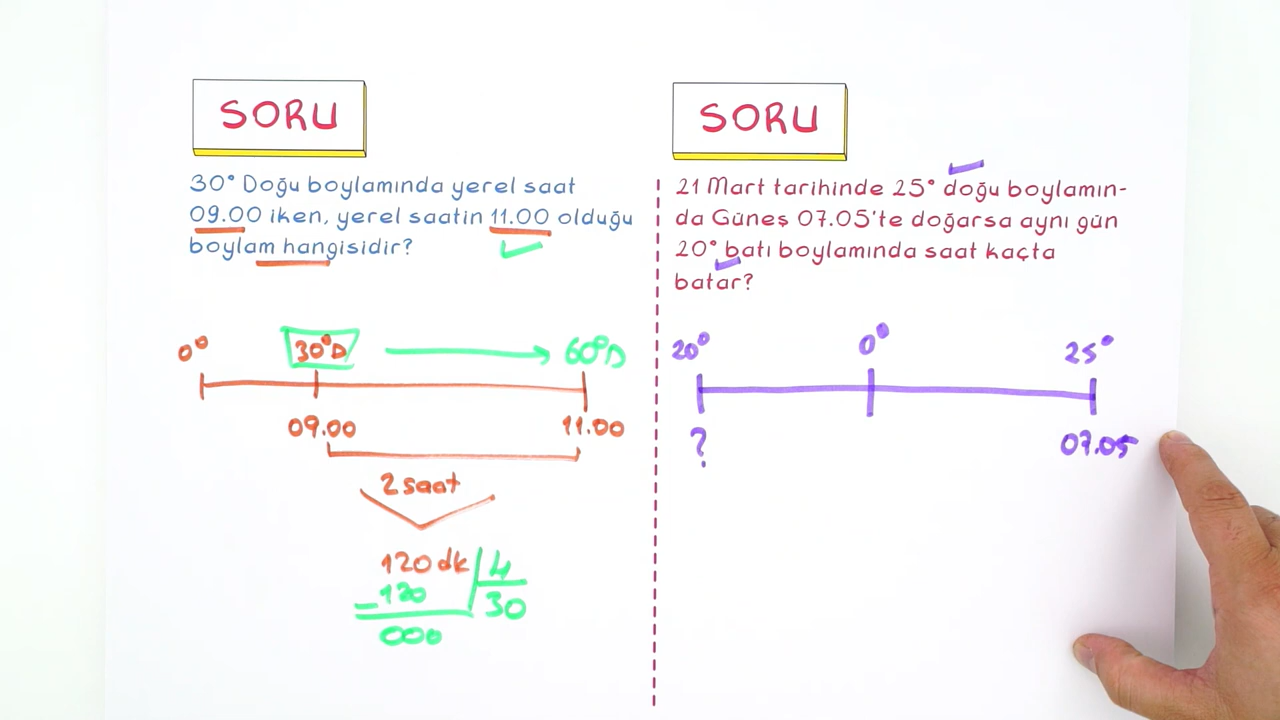 SORU
30° Doğu boylamında yerel saat
09.00 iken, yerel saatin 11.00 olduğu
boylam hangisidir?
0° 30°D 60°D
09.00 11.00
2 saat
120 dk 4
-120 30
000
SORU
21 Mart tarihinde 25° doğu boylamın-
da Güneş 07.05'te doğarsa aynı gün
20° batı boylamında saat kaçta
batar?
20° 0° 25°
? 07.05